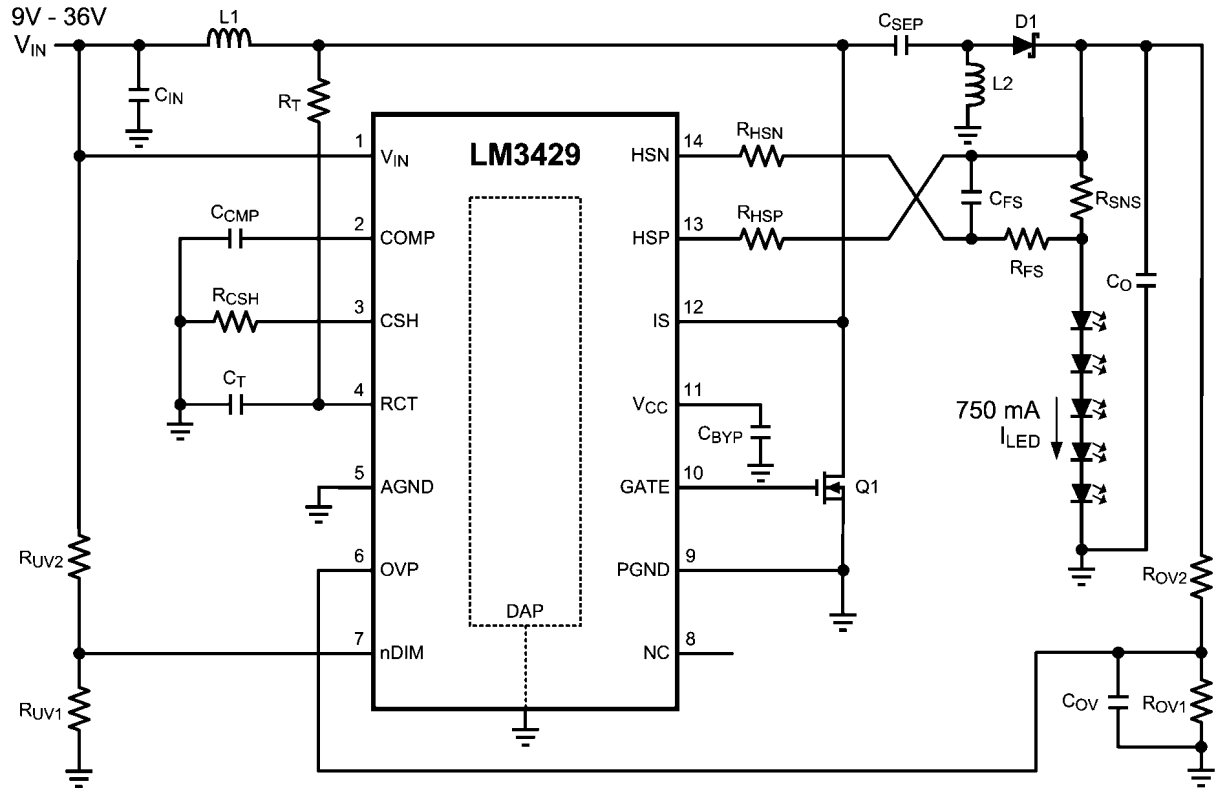 9V - 36V
VIN
L1
CSEP
D1
CIN
RT
L2
LM3429
1
VIN
HSN
14
RHSN
CCMP
2
COMP
HSP
13
RHSP
CFS
RSNS
RFS
RCSH
3
CSH
IS
12
CO
CT
4
RCT
VCC
11
CBYP
750 mA
ILED
5
AGND
GATE
10
Q1
RUV2
6
OVP
PGND
9
ROV2
DAP
7
nDIM
NC
8
RUV1
COV
ROV1